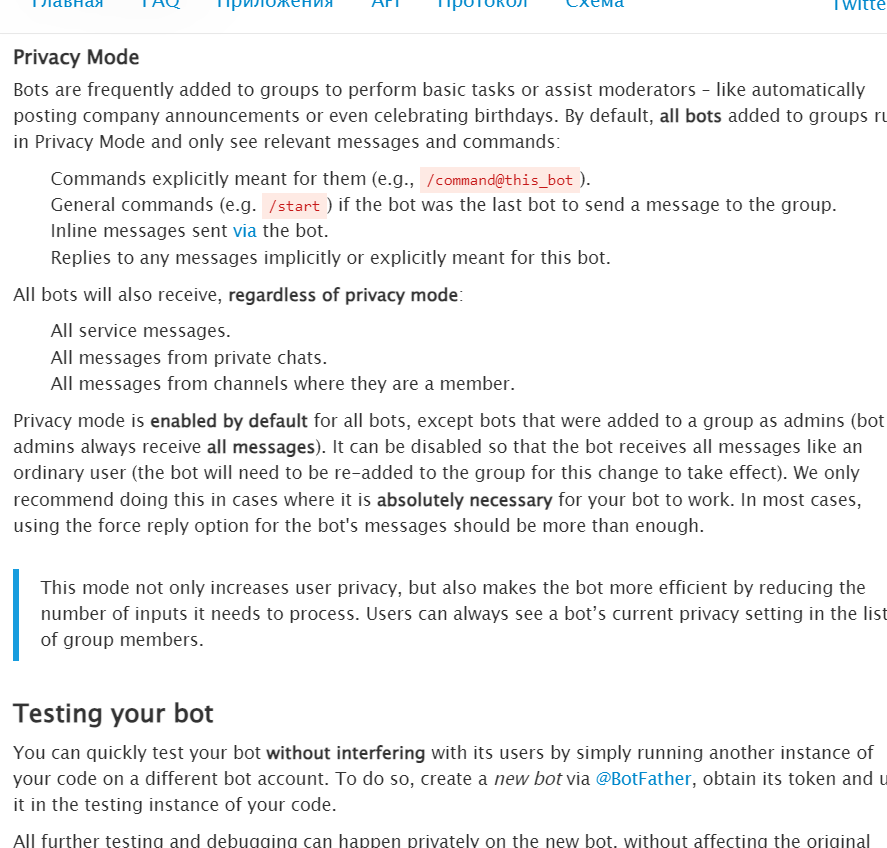 Главная FAQ Приложения API Протокол Схема Twitte
Privacy Mode
Bots are frequently added to groups to perform basic tasks or assist moderators – like automatically
posting company announcements or even celebrating birthdays. By default, all bots added to groups ru
in Privacy Mode and only see relevant messages and commands:
Commands explicitly meant for them (e.g., /command@this_bot ).
General commands (e.g. /start ) if the bot was the last bot to send a message to the group.
Inline messages sent via the bot.
Replies to any messages implicitly or explicitly meant for this bot.
All bots will also receive, regardless of privacy mode:
All service messages.
All messages from private chats.
All messages from channels where they are a member.
Privacy mode is enabled by default for all bots, except bots that were added to a group as admins (bot
admins always receive all messages). It can be disabled so that the bot receives all messages like an
ordinary user (the bot will need to be re-added to the group for this change to take effect). We only
recommend doing this in cases where it is absolutely necessary for your bot to work. In most cases,
using the force reply option for the bot's messages should be more than enough.
This mode not only increases user privacy, but also makes the bot more efficient by reducing the
number of inputs it needs to process. Users can always see a bot’s current privacy setting in the list
of group members.
Testing your bot
You can quickly test your bot without interfering with its users by simply running another instance of
your code on a different bot account. To do so, create a new bot via @BotFather, obtain its token and u
it in the testing instance of your code.
All further testing and debugging can happen privately on the new bot, without affecting the original